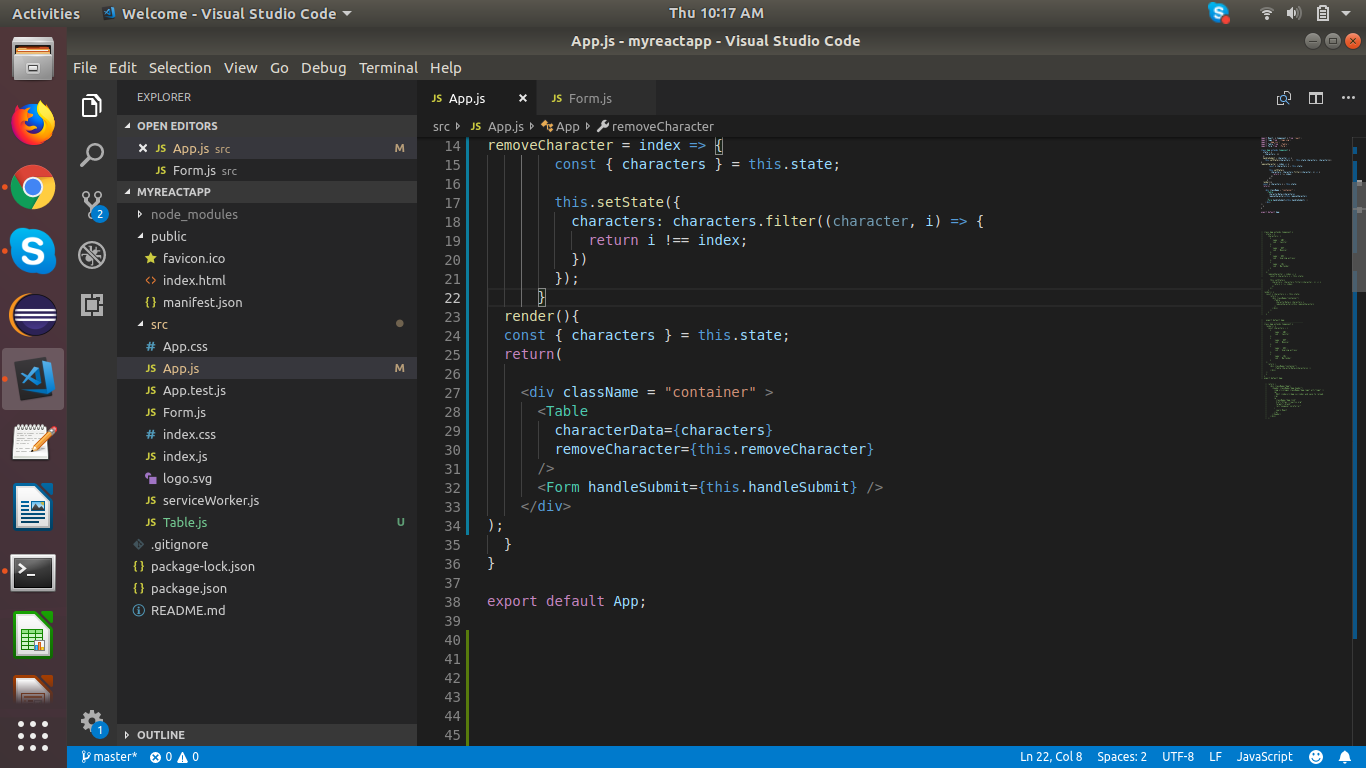 Activities Welcome - Visual Studio Code Thu 10:17 AM
App.js - myreactapp - Visual Studio Code
File Edit Selection View Go Debug Terminal Help
EXPLORER
OPEN EDITORS
JS App.js src M
JS Form.js src
MYREACTAPP
node_modules
public
favicon.ico
<> index.html
{ } manifest.json
src
# App.css
JS App.js M
JS App.test.js
JS Form.js
# index.css
JS index.js
logo.svg
JS serviceWorker.js
JS Table.js U
.gitignore
{ } package-lock.json
{ } package.json
README.md
OUTLINE
2
1
JS App.js JS Form.js
src JS App.js App removeCharacter
14 removeCharacter = index => {
15 const { characters } = this.state;
16
17 this.setState({
18 characters: characters.filter((character, i) => {
19 return i !== index;
20 })
21 });
22 }
23 render(){
24 const { characters } = this.state;
25 return(
26
27 <div className = "container" >
28 <Table
29 characterData={characters}
30 removeCharacter={this.removeCharacter}
31 />
32 <Form handleSubmit={this.handleSubmit} />
33 </div>
34 );
35 }
36 }
37
38 export default App;
39
40
41
42
43
44
45
master* 0 0 Ln 22, Col 8 Spaces: 2 UTF-8 LF JavaScript